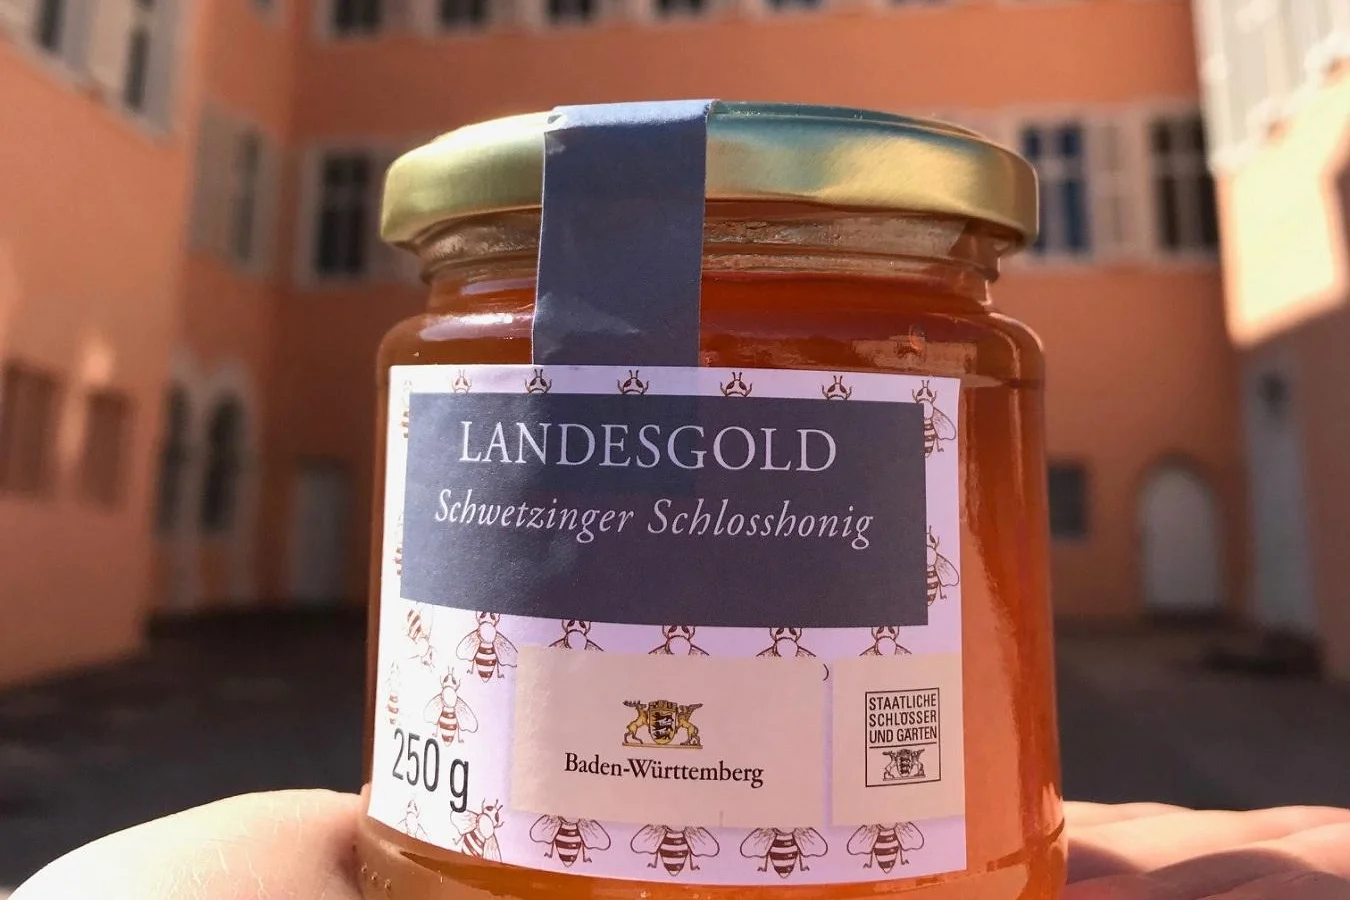 LANDESGOLD
Schwetzinger Schlosshonig
250 g
Baden-Württemberg
STAATLICHE
SCHLÖSSER
UND GÄRTEN